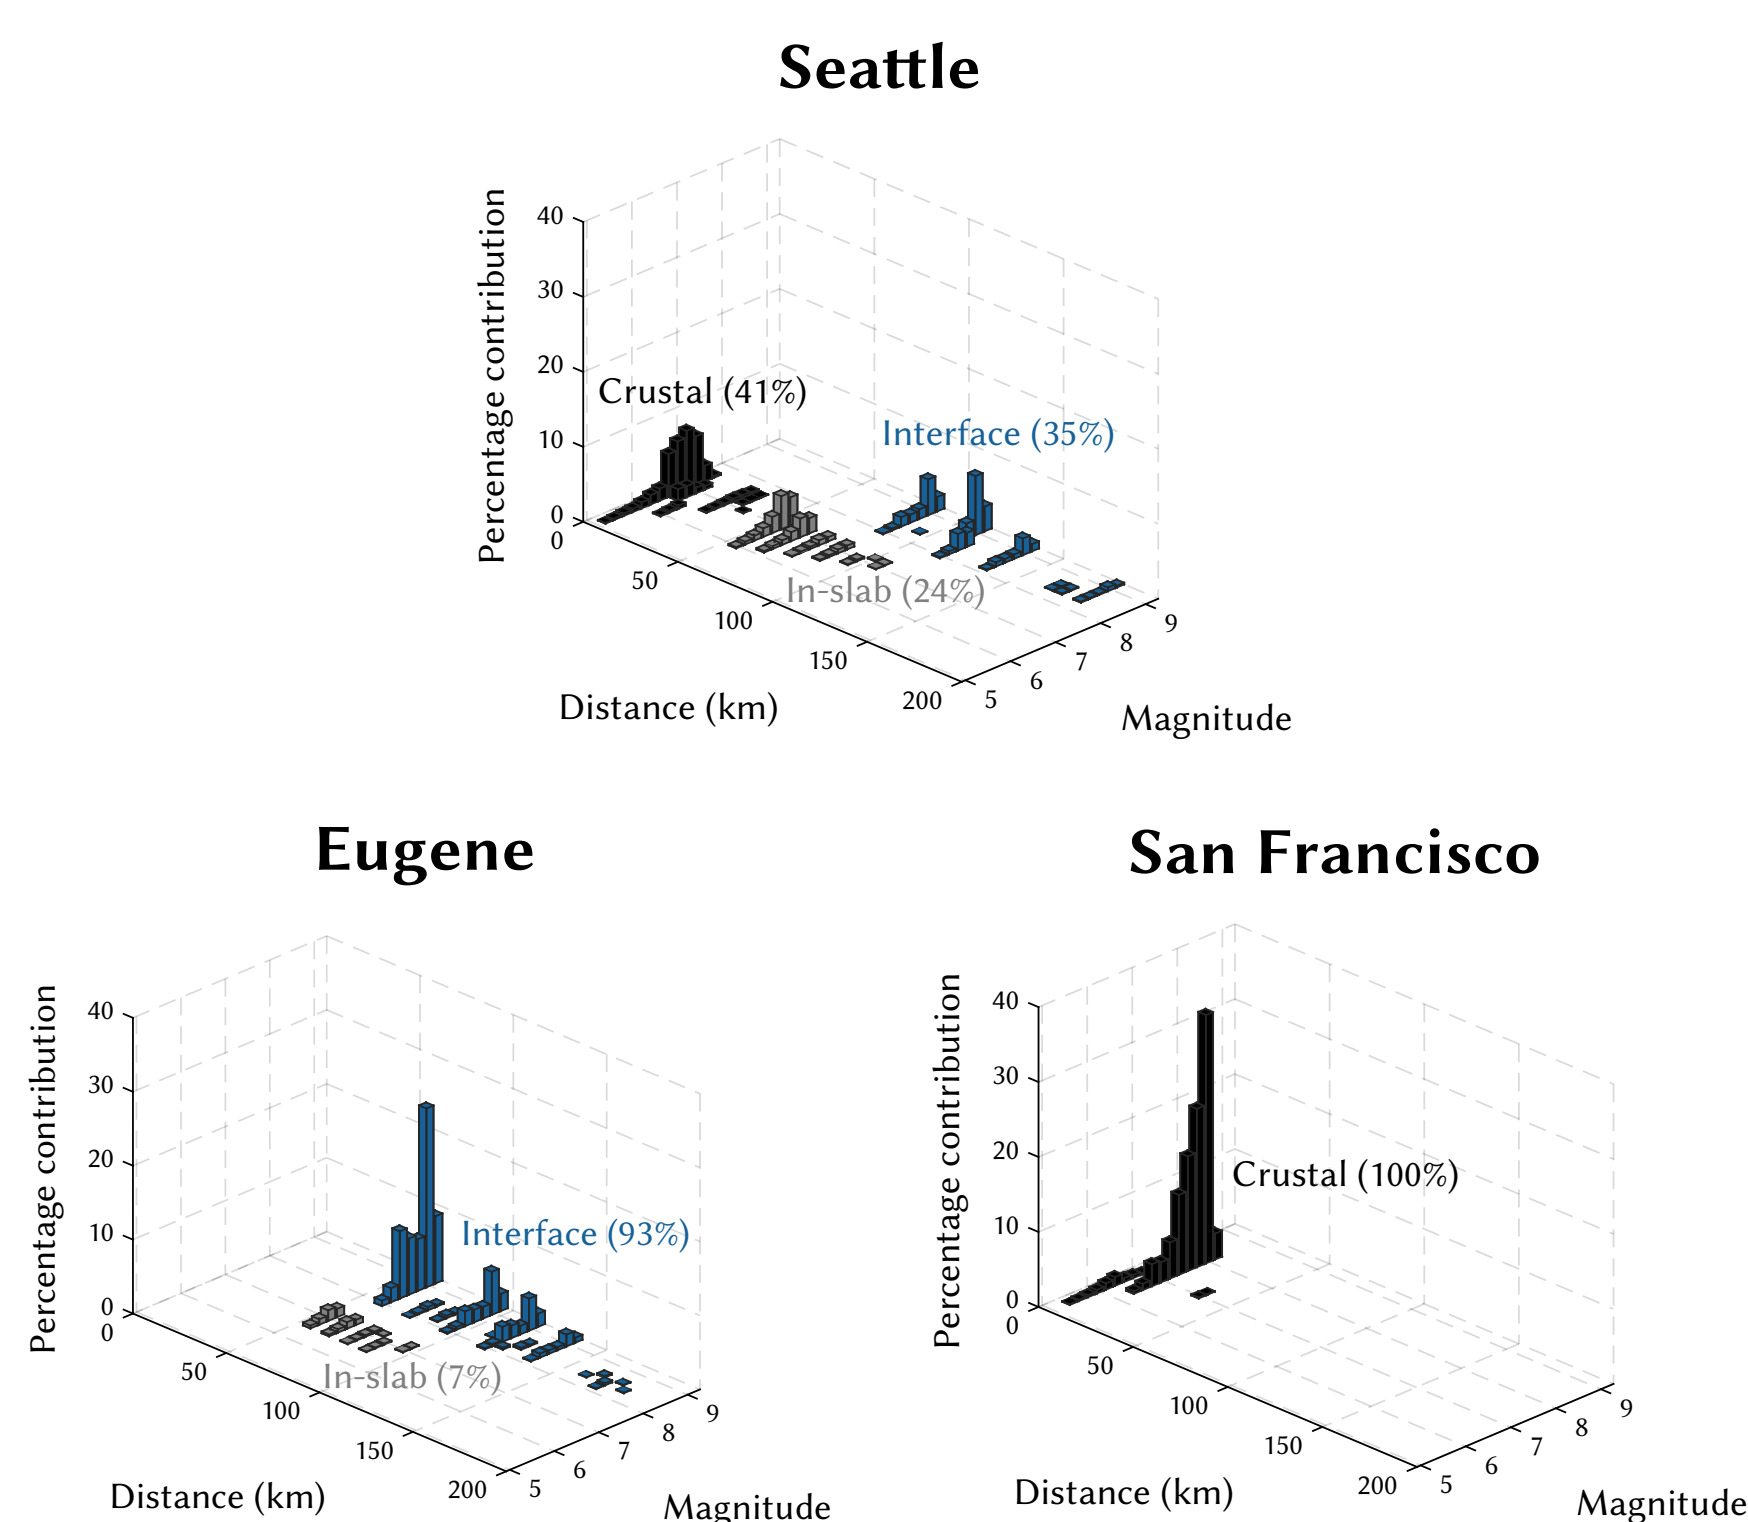 Seattle
Percentage contribution
40
30
20
10
0
Crustal (41%)
Interface (35%)
In-slab (24%)
0
50
100
150
200
Distance (km)
5
6
7
8
9
Magnitude
Eugene
Percentage contribution
40
30
20
10
0
Interface (93%)
In-slab (7%)
0
50
100
150
200
Distance (km)
5
6
7
8
9
Magnitude
San Francisco
Percentage contribution
40
30
20
10
0
Crustal (100%)
0
50
100
150
200
Distance (km)
5
6
7
8
9
Magnitude